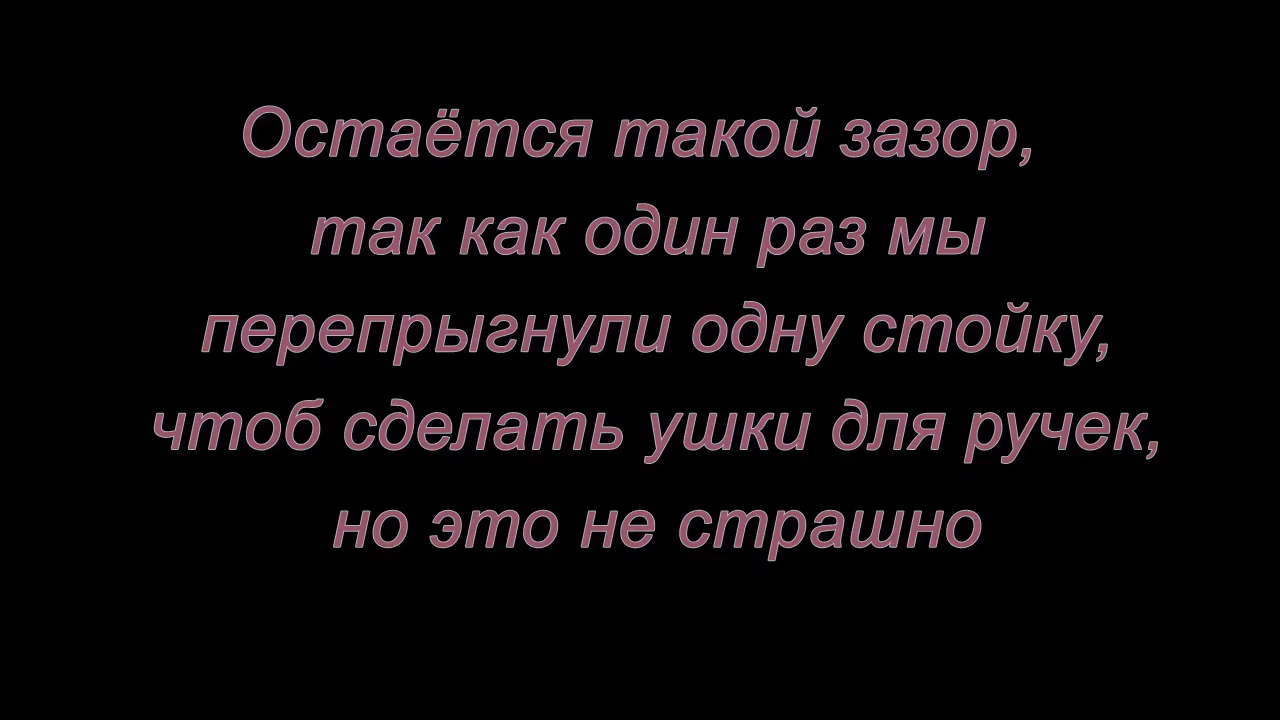 Остаётся такой зазор,
так как один раз мы
перепрыгнули одну стойку,
чтоб сделать ушки для ручек,
но это не страшно